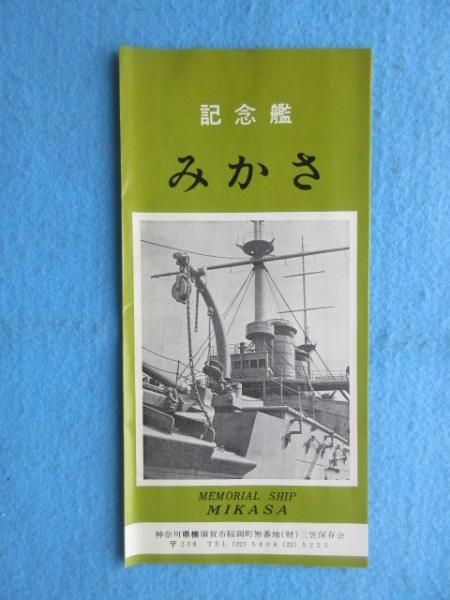 記念艦
みかさ
MEMORIAL SHIP
MIKASA
神奈川県横須賀市稲岡町無番地(財)三笠保存会
〒238 TEL (22) 5408 (22) 5225